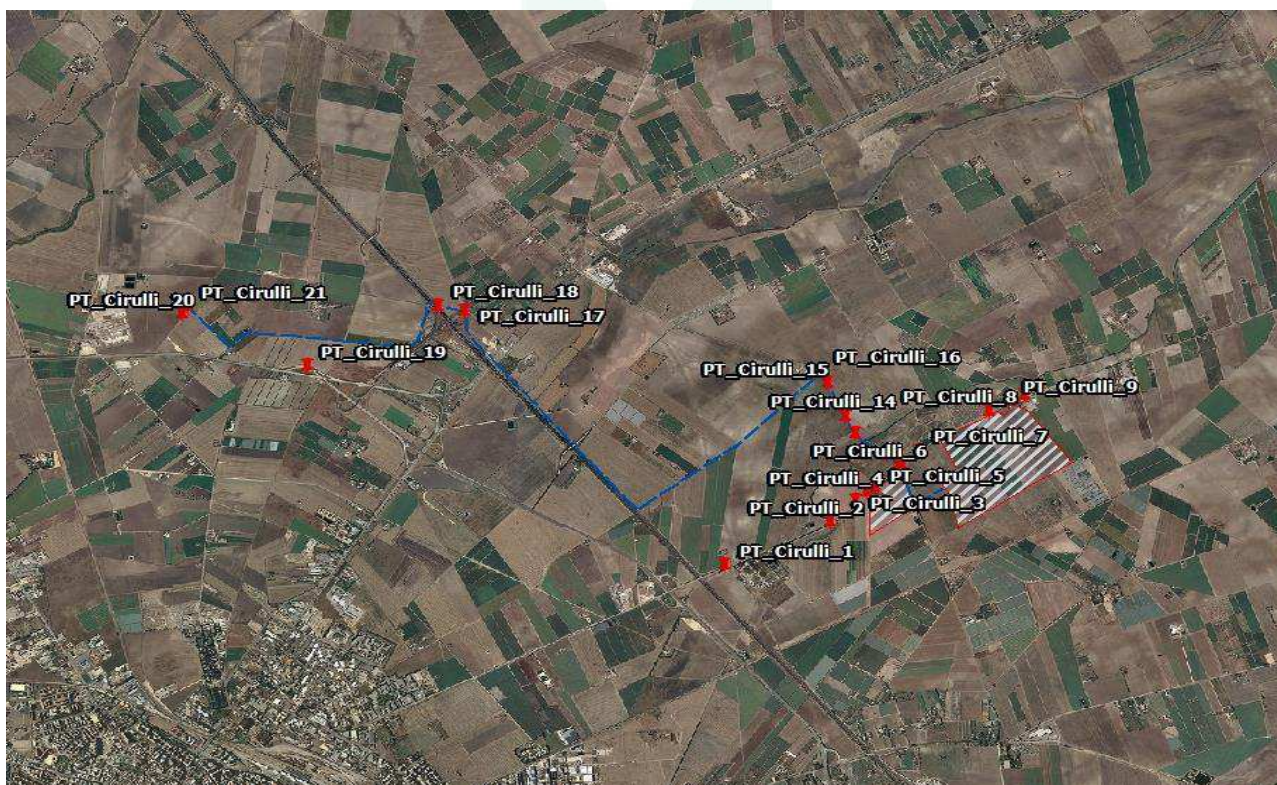 PT_Cirulli_20
PT_Cirulli_21
PT_Cirulli_18
PT_Cirulli_17
PT_Cirulli_19
PT_Cirulli_16
PT_Cirulli_15
PT_Cirulli_14
PT_Cirulli_8
PT_Cirulli_9
PT_Cirulli_7
PT_Cirulli_6
PT_Cirulli_4
PT_Cirulli_5
PT_Cirulli_2
PT_Cirulli_3
PT_Cirulli_1